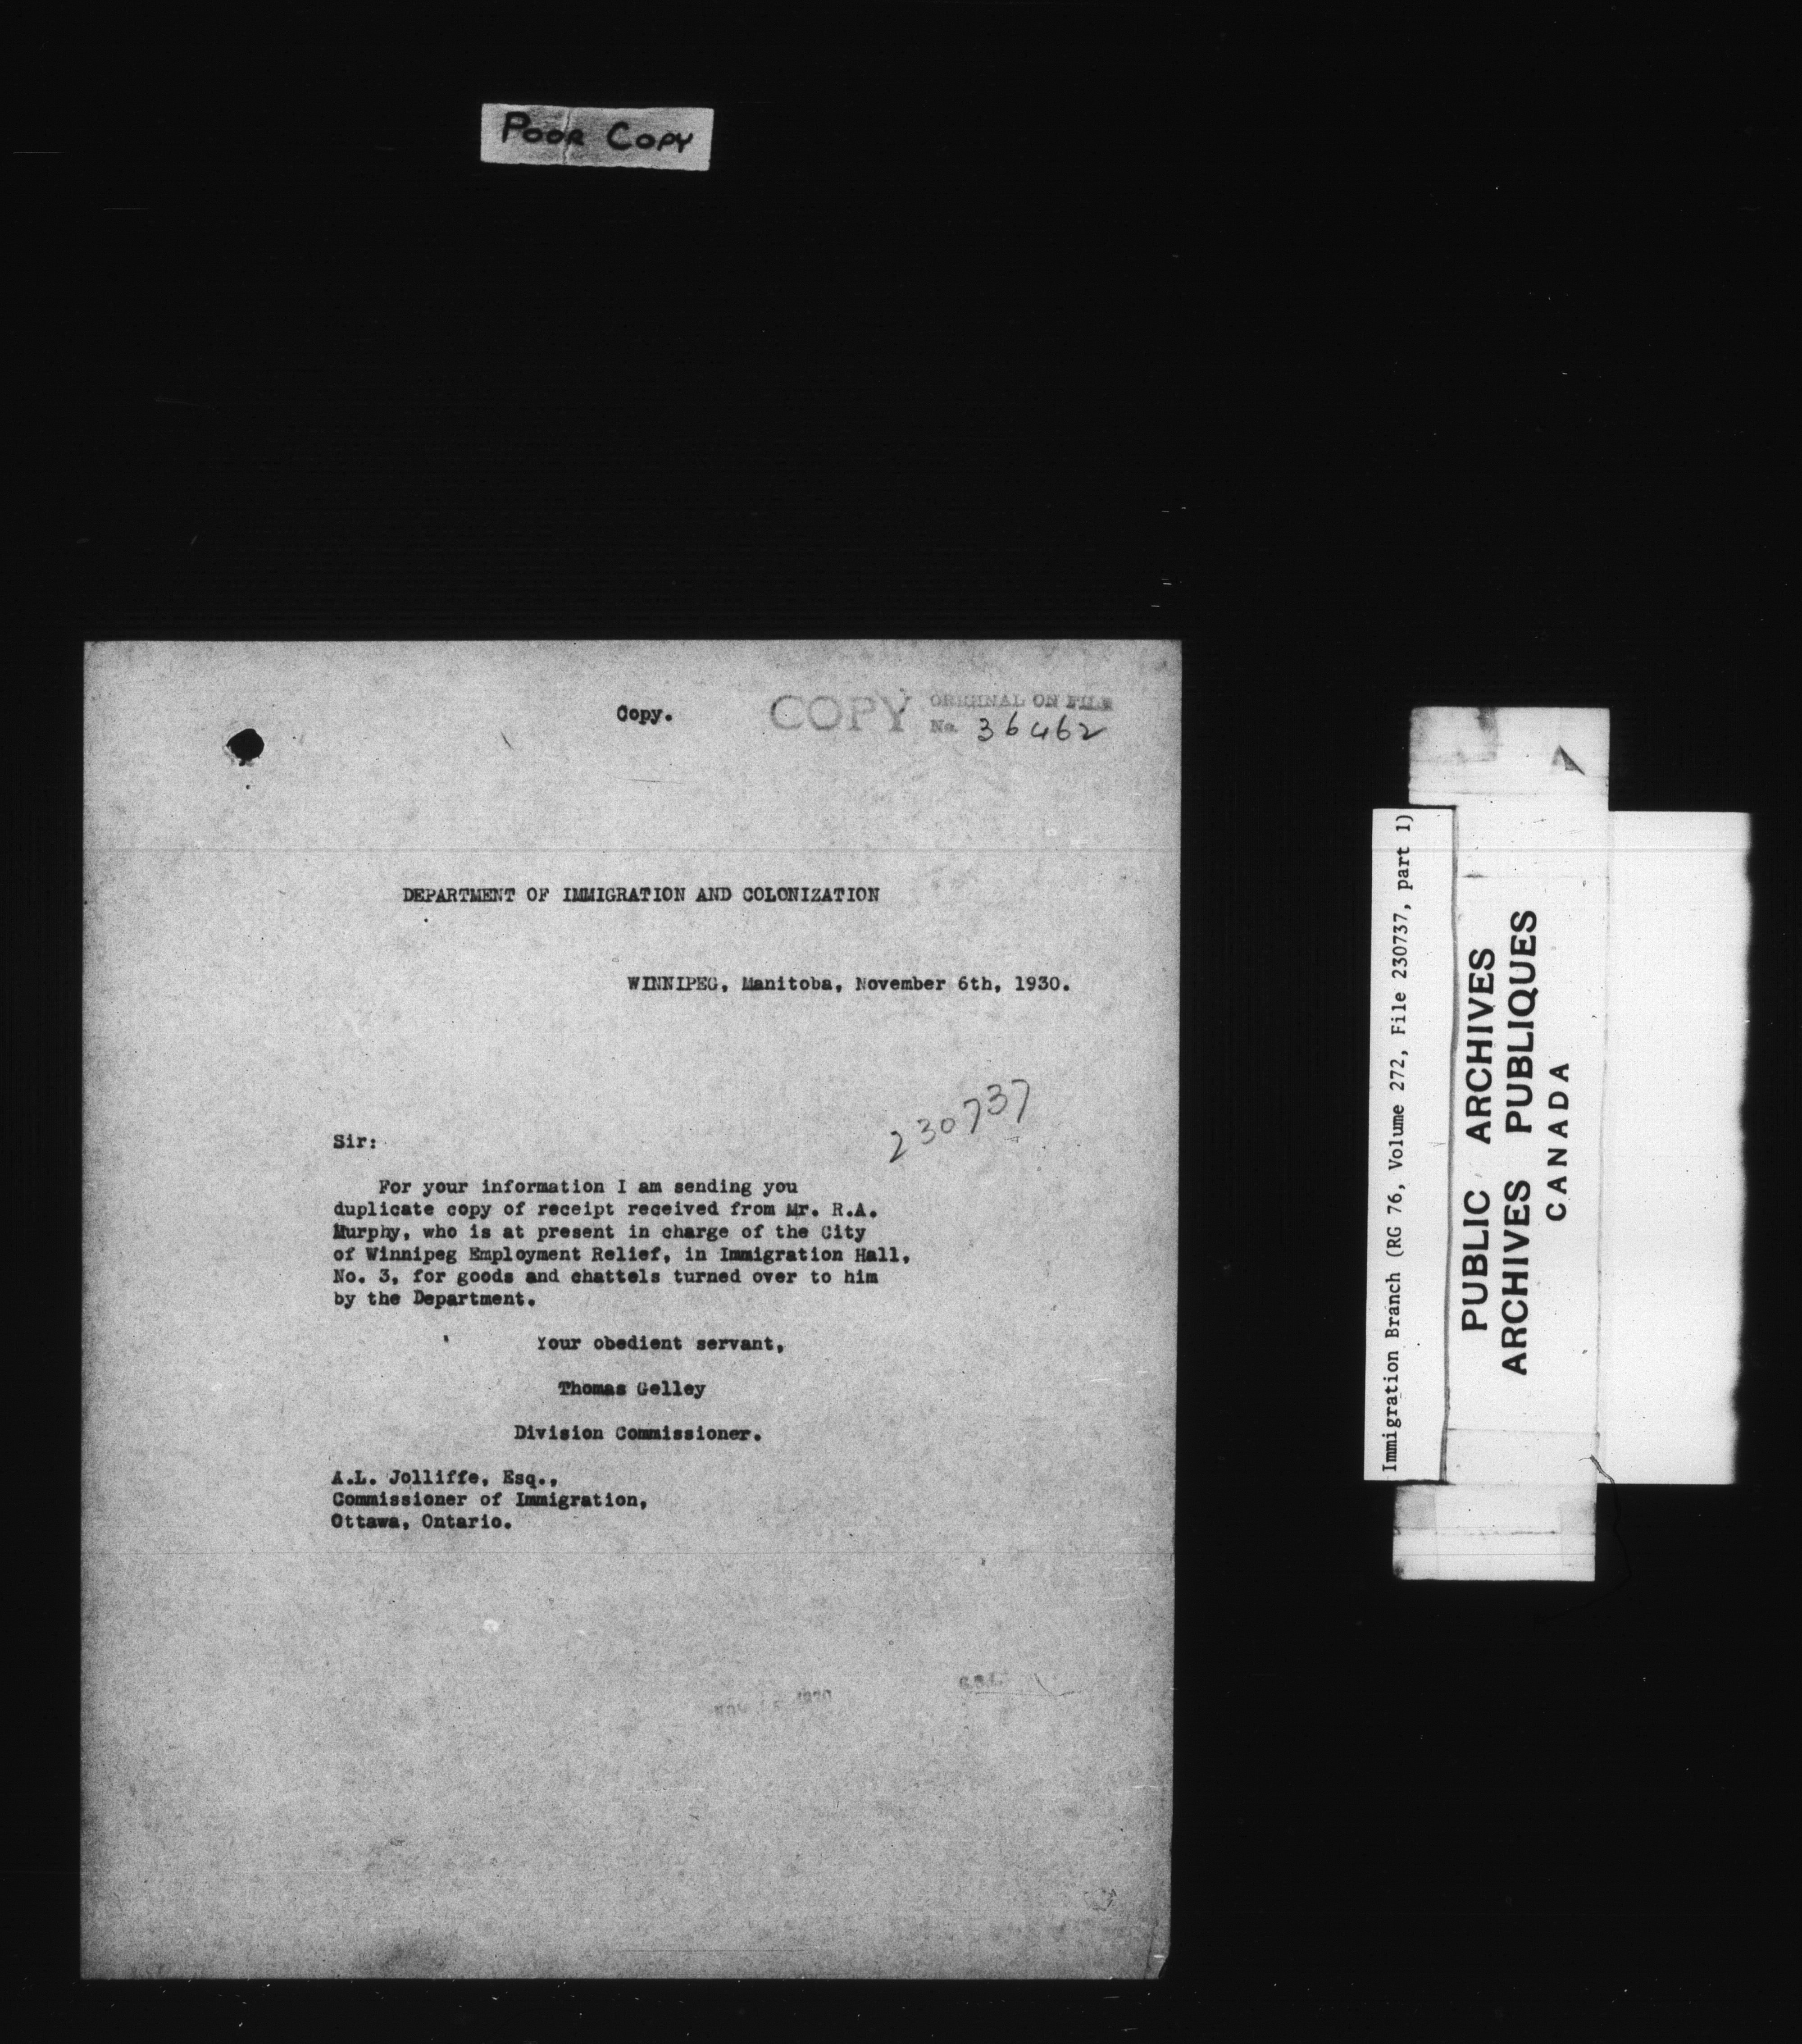 POOR COPY
Copy.
COPY ORIGINAL ON FILE
No. 36462
DEPARTMENT OF IMMIGRATION AND COLONIZATION
WINNIPEG, Manitoba, November 6th, 1930.
230737
Sir:
For your information I am sending you
duplicate copy of receipt received from Mr. R.A.
Murphy, who is at present in charge of the City
of Winnipeg Employment Relief, in Immigration Hall,
No. 3, for goods and chattels turned over to him
by the Department.
Your obedient servant,
Thomas Gelley
Division Commissioner.
A.L. Jolliffe, Esq.,
Commissioner of Immigration,
Ottawa, Ontario.
Immigration Branch (RG 76, Volume 272, File 230737, part 1)
PUBLIC ARCHIVES
ARCHIVES PUBLIQUES
CANADA